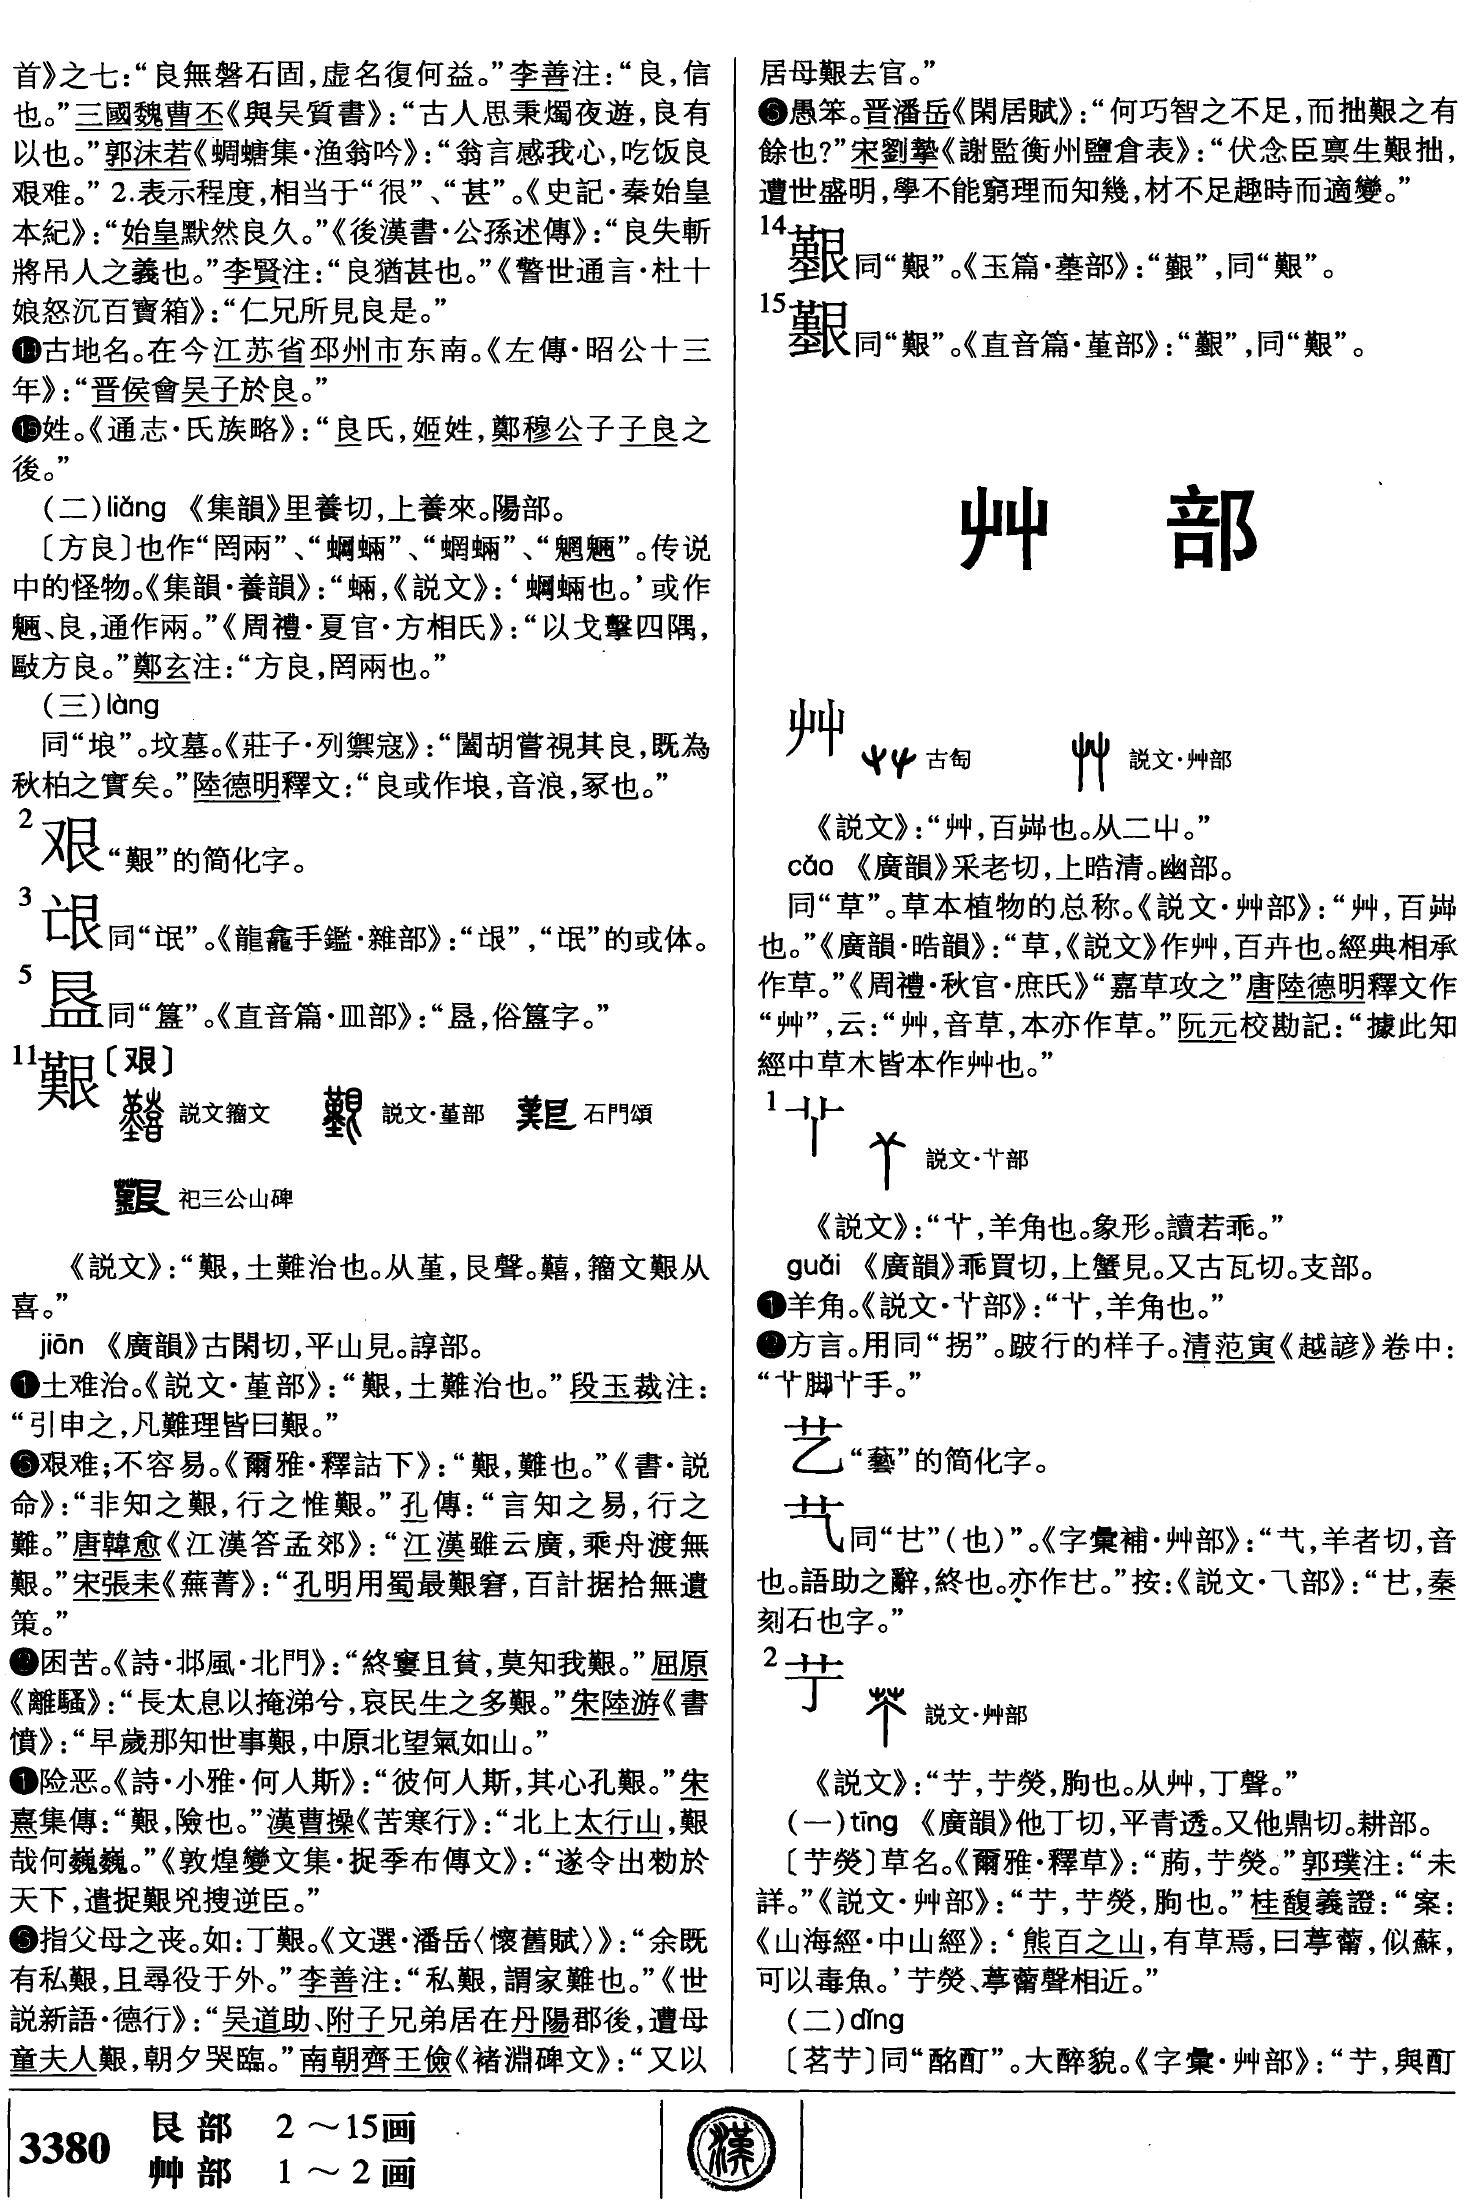 首》之七：“良無磐石固，虚名復何益。”李善注：“良，信
也。”三國魏曹丕《與吴質書》：“古人思秉燭夜遊，良有
以也。”郭沫若《蜩螗集·渔翁吟》：“翁言感我心，吃饭良
艰难。” 2.表示程度，相当于“很”、“甚”。《史記·秦始皇
本紀》：“始皇默然良久。”《後漢書·公孫述傳》：“良失斬
將吊人之義也。”李賢注：“良猶甚也。”《警世通言·杜十
娘怒沉百寶箱》：“仁兄所見良是。”
⓮古地名。在今江苏省邳州市东南。《左傳·昭公十三
年》：“晋侯會吴子於良。”
⓯姓。《通志·氏族略》：“良氏，姬姓，鄭穆公子子良之
後。”
（二）liǎng 《集韻》里養切，上養來。陽部。
〔方良〕也作“罔兩”、“蝄蜽”、“蛧蜽”、“魍魎”。传说
中的怪物。《集韻·養韻》：“蜽，《説文》：‘蝄蜽也。’或作
魎、良，通作兩。”《周禮·夏官·方相氏》：“以戈擊四隅，
敺方良。”鄭玄注：“方良，罔兩也。”
（三）làng
同“埌”。坟墓。《莊子·列禦寇》：“闔胡嘗視其良，既為
秋柏之實矣。”陸德明釋文：“良或作埌，音浪，冢也。”
2 艰 “艱”的简化字。
3 同“氓”。《龍龕手鑑·雜部》：“ ”，“氓”的或体。
5 同“簋”。《直音篇·皿部》：“ ，俗簋字。”
11 艱〔艰〕
説文籀文 説文·堇部 石門頌
祀三公山碑
《説文》：“艱，土難治也。从堇，艮聲。囏，籀文艱从
喜。”
jiān 《廣韻》古閑切，平山見。諄部。
❶土难治。《説文·堇部》：“艱，土難治也。”段玉裁注：
“引申之，凡難理皆曰艱。”
艰难；不容易。《爾雅·釋詁下》：“艱，難也。”《書·説
命》：“非知之艱，行之惟艱。”孔傳：“言知之易，行之
難。”唐韓愈《江漢答孟郊》：“江漢雖云廣，乘舟渡無
艱。”宋張耒《蕪菁》：“孔明用蜀最艱窘，百計据拾無遺
策。”
困苦。《詩·邶風·北門》：“終窶且貧，莫知我艱。”屈原
《離騷》：“長太息以掩涕兮，哀民生之多艱。”宋陸游《書
憤》：“早歲那知世事艱，中原北望氣如山。”
险恶。《詩·小雅·何人斯》：“彼何人斯，其心孔艱。”朱
熹集傳：“艱，險也。”漢曹操《苦寒行》：“北上太行山，艱
哉何巍巍。”《敦煌變文集·捉季布傳文》：“遂令出勑於
天下，遣捉艱兇搜逆臣。”
指父母之丧。如：丁艱。《文選·潘岳〈懷舊賦〉》：“余既
有私艱，且尋役于外。”李善注：“私艱，謂家難也。”《世
説新語·德行》：“吴道助、附子兄弟居在丹陽郡後，遭母
童夫人艱，朝夕哭臨。”南朝齊王儉《褚淵碑文》：“又以
居母艱去官。”
愚笨。晋潘岳《閑居賦》：“何巧智之不足，而拙艱之有
餘也？”宋劉摯《謝監衡州鹽倉表》：“伏念臣禀生艱拙，
遭世盛明，學不能窮理而知幾，材不足趣時而適變。”
14 同“艱”。《玉篇·堇部》：“ ”，同“艱”。
15 同“艱”。《直音篇·堇部》：“ ”，同“艱”。
艸 部
艸 古匋 説文·艸部
《説文》：“艸，百芔也。从二屮。”
cǎo 《廣韻》采老切，上晧清。幽部。
同“草”。草本植物的总称。《説文·艸部》：“艸，百芔
也。”《廣韻·晧韻》：“草，《説文》作艸，百卉也。經典相承
作草。”《周禮·秋官·庶氏》“嘉草攻之”唐陸德明釋文作
“艸”，云：“艸，音草，本亦作草。”阮元校勘記：“據此知
經中草木皆本作艸也。”
1 𦫳 説文·𦫳部
《説文》：“𦫳，羊角也。象形。讀若乖。”
guǎi 《廣韻》乖買切，上蟹見。又古瓦切。支部。
❶羊角。《説文·𦫳部》：“𦫳，羊角也。”
❷方言。用同“拐”。跛行的样子。清范寅《越諺》卷中：
“𦫳脚𦫳手。”
艺 “藝”的简化字。
同“芑”（也）”。《字彙補·艸部》：“ ，羊者切，音
也。語助之辭，終也。亦作 。”按：《説文·乁部》：“ ，秦
刻石也字。”
2 艼 説文·艸部
《説文》：“艼，艼熒，朐也。从艸，丁聲。”
（一）tīng 《廣韻》他丁切，平青透。又他鼎切。耕部。
〔艼熒〕草名。《爾雅·釋草》：“蒟，艼熒。”郭璞注：“未
詳。”《説文·艸部》：“艼，艼熒，朐也。”桂馥義證：“案：
《山海經·中山經》：‘熊百之山，有草焉，曰葶薴，似蘇，
可以毒魚。’艼熒、葶薴聲相近。”
（二）dǐng
〔茗艼〕同“酩酊”。大醉貌。《字彙·艸部》：“艼，與酊
3380 艮部 2～15画
艸部 1～2画
漢